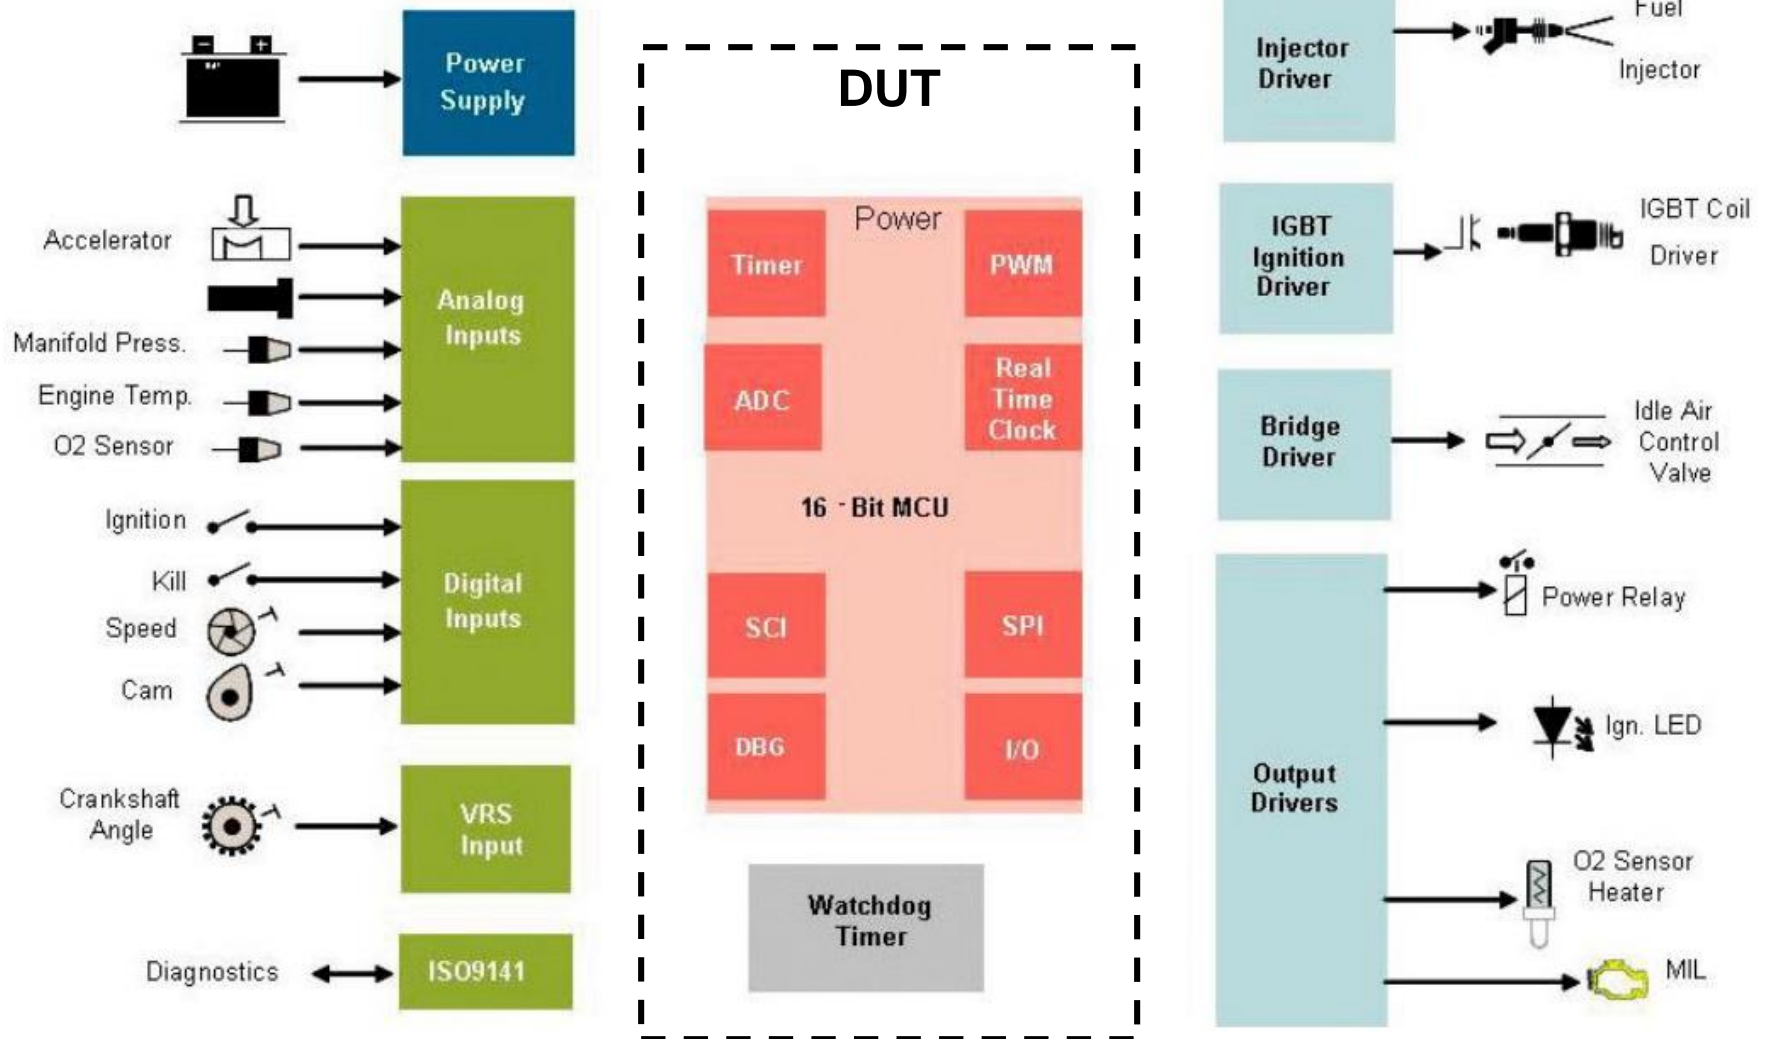 Power
Supply
Accelerator
Manifold Press.
Engine Temp.
O2 Sensor
Analog
Inputs
Ignition
Kill
Speed
Cam
Digital
Inputs
Crankshaft
Angle
VRS
Input
Diagnostics
ISO9141
DUT
Power
Timer
PWM
ADC
Real
Time
Clock
16 - Bit MCU
SCI
SPI
DBG
I/O
Watchdog
Timer
Injector
Driver
Fuel
Injector
IGBT
Ignition
Driver
IGBT Coil
Driver
Bridge
Driver
Idle Air
Control
Valve
Output
Drivers
Power Relay
Ign. LED
O2 Sensor
Heater
MIL